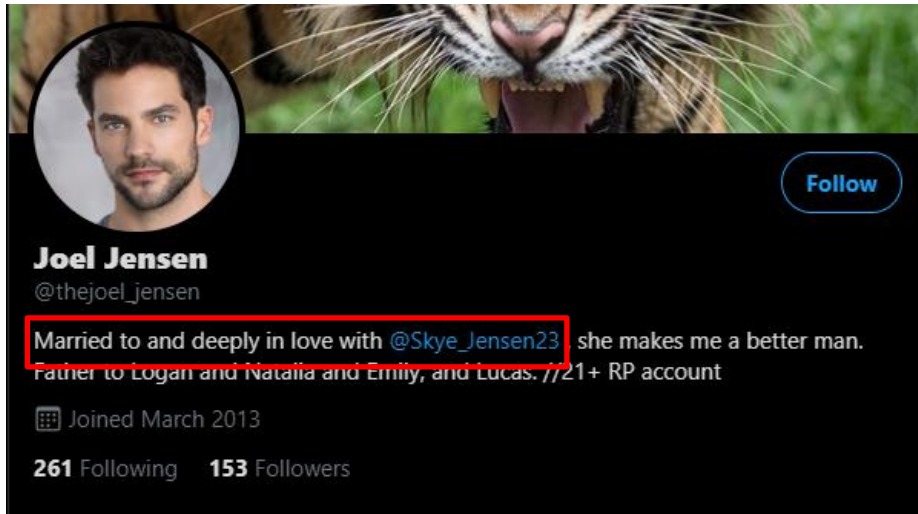 Follow
Joel Jensen
@thejoel_jensen
Married to and deeply in love with @Skye_Jensen23 , she makes me a better man.
Father to Logan and Natalia and Emily, and Lucas. //21+ RP account
Joined March 2013
261 Following 153 Followers